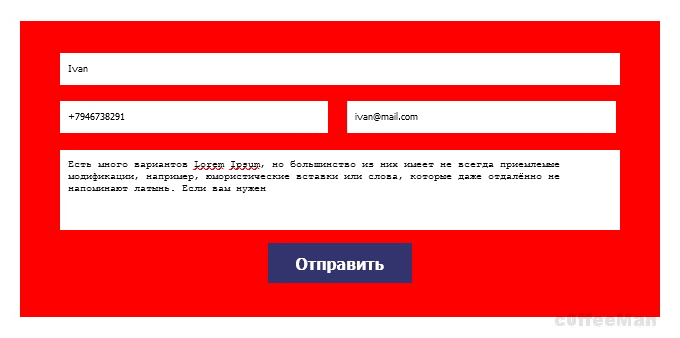 Ivan
+7946738291
ivan@mail.com
Есть много вариантов Lorem Ipsum, но большинство из них имеет не всегда приемлемые
модификации, например, юмористические вставки или слова, которые даже отдалённо не
напоминают латынь. Если вам нужен
Отправить
c0ffeeMan